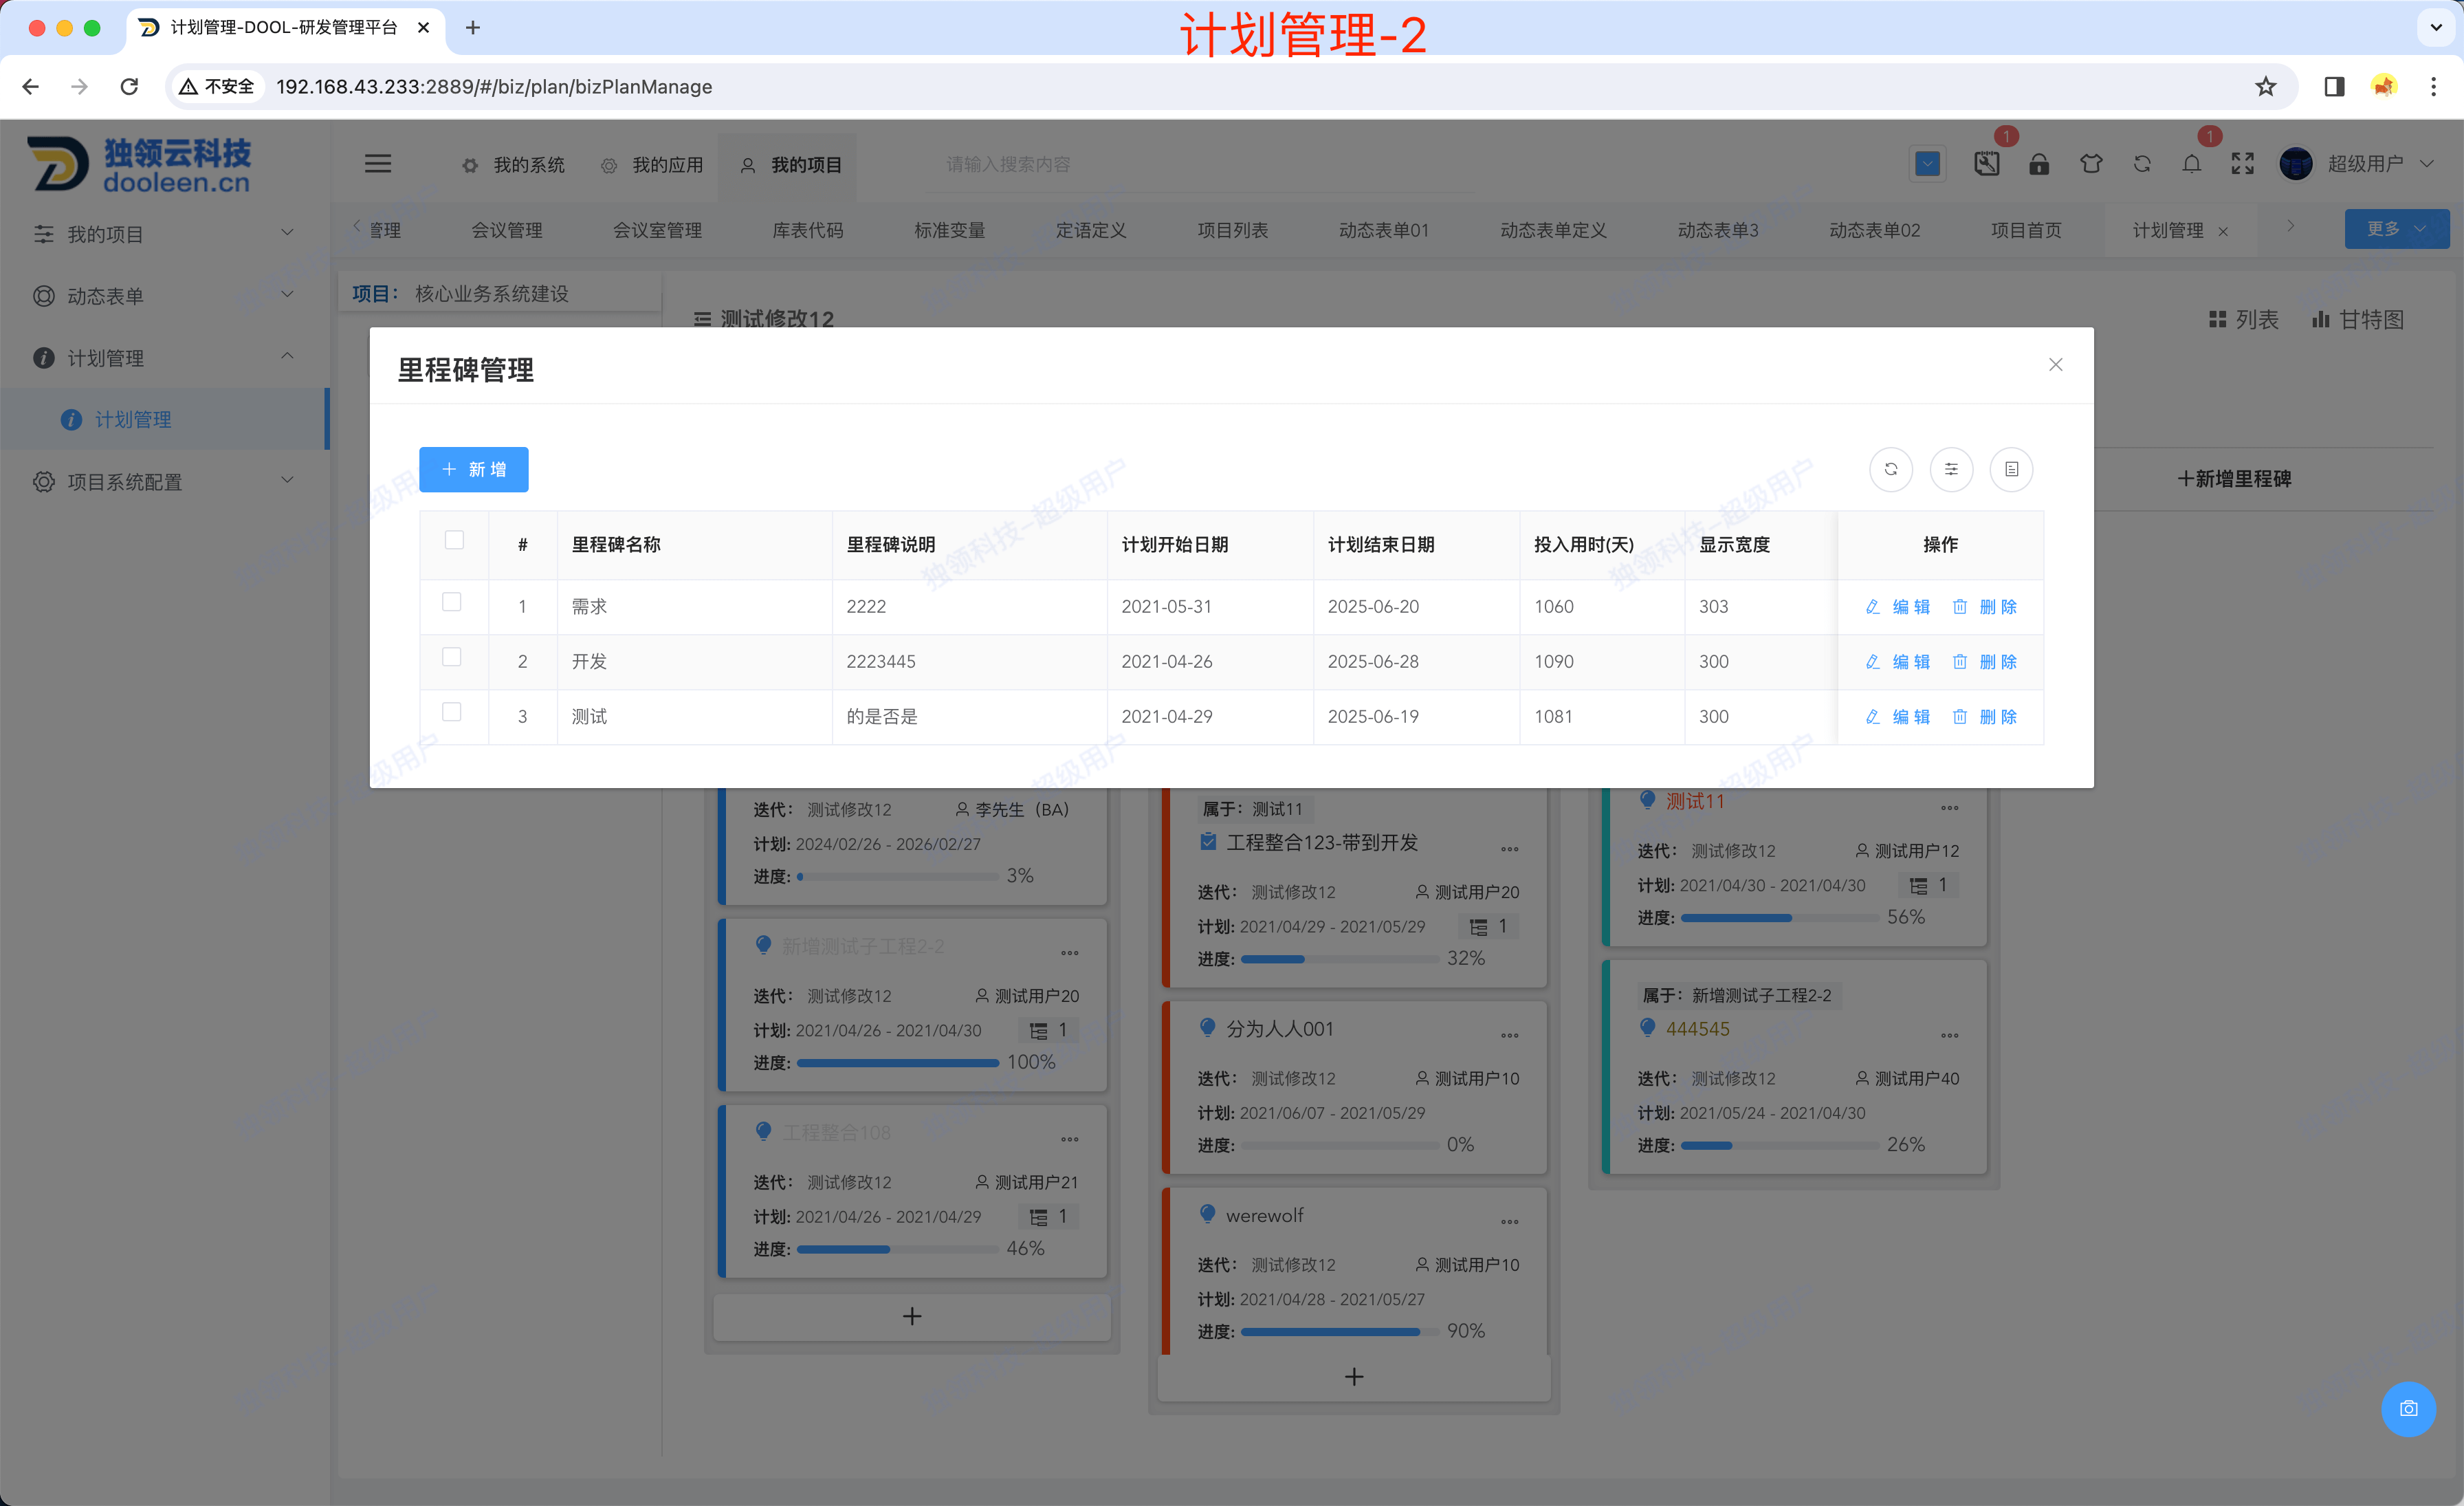 计划管理-DOOL-研发管理平台
计划管理-2
不安全 192.168.43.233:2889/#/biz/plan/bizPlanManage
独领云科技
dooleen.cn
我的系统 我的应用 我的项目 请输入搜索内容 1 1 超级用户
管理 会议管理 会议室管理 库表代码 标准变量 定语定义 项目列表 动态表单01 动态表单定义 动态表单3 动态表单02 项目首页 计划管理 更多
我的项目
动态表单
计划管理
计划管理
项目系统配置
项目： 核心业务系统建设
测试修改12 列表 甘特图
+新增里程碑
里程碑管理
新增
# 里程碑名称 里程碑说明 计划开始日期 计划结束日期 投入用时(天) 显示宽度 操作
1 需求 2222 2021-05-31 2025-06-20 1060 303 编辑 删除
2 开发 2223445 2021-04-26 2025-06-28 1090 300 编辑 删除
3 测试 的是否是 2021-04-29 2025-06-19 1081 300 编辑 删除
独领科技-超级用户
迭代： 测试修改12 李先生（BA）
计划: 2024/02/26 - 2026/02/27
进度: 3%
新增测试子工程2-2
迭代： 测试修改12 测试用户20
计划: 2021/04/26 - 2021/04/30 1
进度: 100%
工程整合108
迭代： 测试修改12 测试用户21
计划: 2021/04/26 - 2021/04/29 1
进度: 46%
+
属于： 测试11
工程整合123-带到开发
迭代： 测试修改12 测试用户20
计划: 2021/04/29 - 2021/05/29 1
进度: 32%
分为人人001
迭代： 测试修改12 测试用户10
计划: 2021/06/07 - 2021/05/29
进度: 0%
werewolf
迭代： 测试修改12 测试用户10
计划: 2021/04/28 - 2021/05/27
进度: 90%
+
测试11
迭代： 测试修改12 测试用户12
计划: 2021/04/30 - 2021/04/30 1
进度: 56%
属于： 新增测试子工程2-2
444545
迭代： 测试修改12 测试用户40
计划: 2021/05/24 - 2021/04/30
进度: 26%